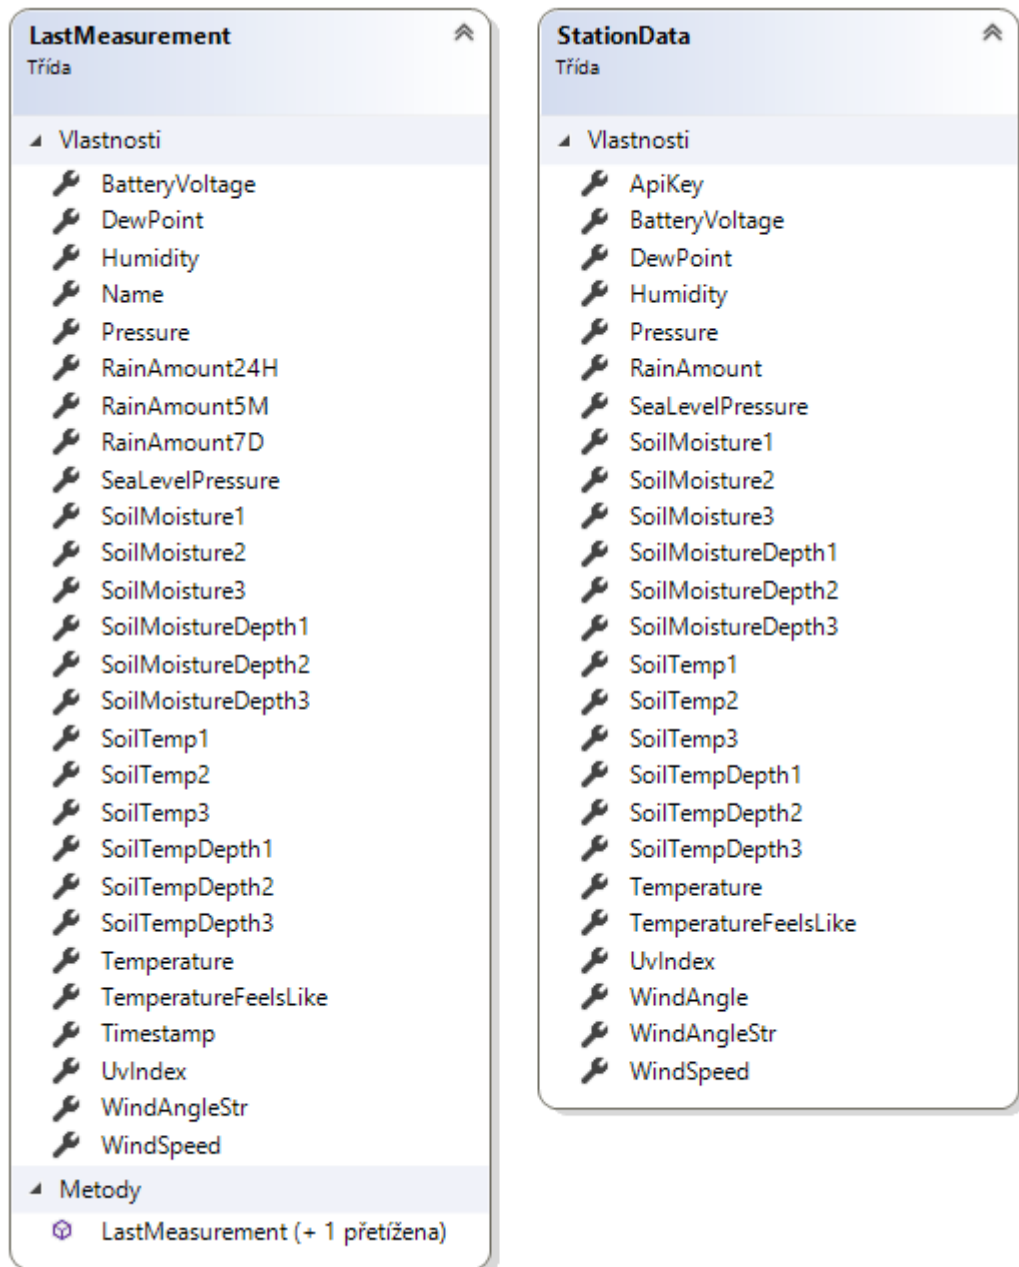 LastMeasurement
Třída
Vlastnosti
BatteryVoltage
DewPoint
Humidity
Name
Pressure
RainAmount24H
RainAmount5M
RainAmount7D
SeaLevelPressure
SoilMoisture1
SoilMoisture2
SoilMoisture3
SoilMoistureDepth1
SoilMoistureDepth2
SoilMoistureDepth3
SoilTemp1
SoilTemp2
SoilTemp3
SoilTempDepth1
SoilTempDepth2
SoilTempDepth3
Temperature
TemperatureFeelsLike
Timestamp
UvIndex
WindAngleStr
WindSpeed
Metody
LastMeasurement (+ 1 přetížena)
StationData
Třída
Vlastnosti
ApiKey
BatteryVoltage
DewPoint
Humidity
Pressure
RainAmount
SeaLevelPressure
SoilMoisture1
SoilMoisture2
SoilMoisture3
SoilMoistureDepth1
SoilMoistureDepth2
SoilMoistureDepth3
SoilTemp1
SoilTemp2
SoilTemp3
SoilTempDepth1
SoilTempDepth2
SoilTempDepth3
Temperature
TemperatureFeelsLike
UvIndex
WindAngle
WindAngleStr
WindSpeed